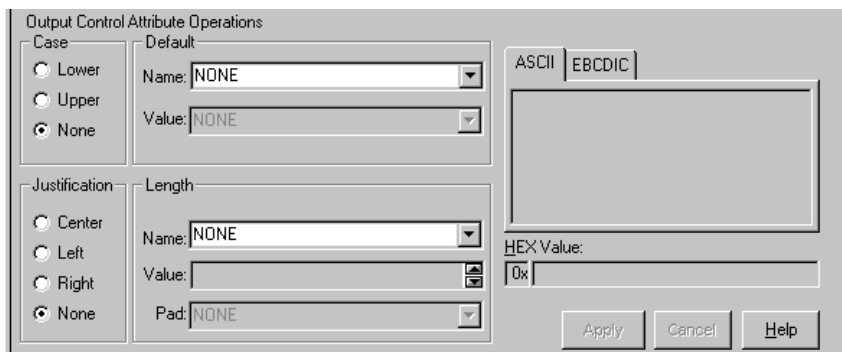 Output Control Attribute Operations
Case
Lower
Upper
None
Default
Name: NONE
Value: NONE
ASCII EBCDIC
Justification
Center
Left
Right
None
Length
Name: NONE
Value:
Pad: NONE
HEX Value:
0x
Apply Cancel Help